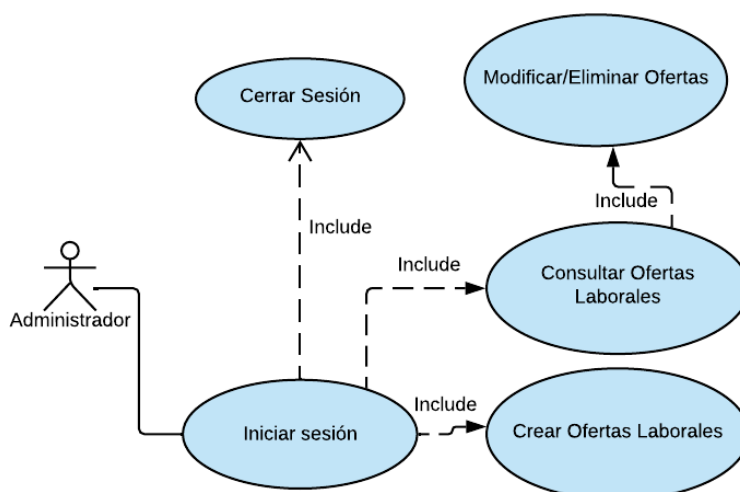 Modificar/Eliminar Ofertas
Cerrar Sesión
Include
Include
Include
Consultar Ofertas
Laborales
Administrador
Include
Iniciar sesión
Crear Ofertas Laborales